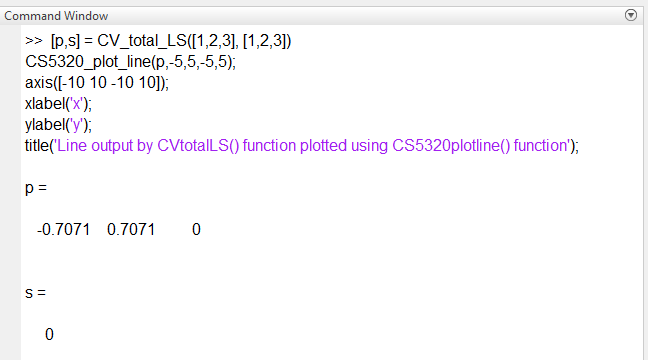 Command Window
>> [p,s] = CV_total_LS([1,2,3], [1,2,3])
CS5320_plot_line(p,-5,5,-5,5);
axis([-10 10 -10 10]);
xlabel('x');
ylabel('y');
title('Line output by CVtotalLS() function plotted using CS5320plotline() function');
p =
-0.7071 0.7071 0
s =
0